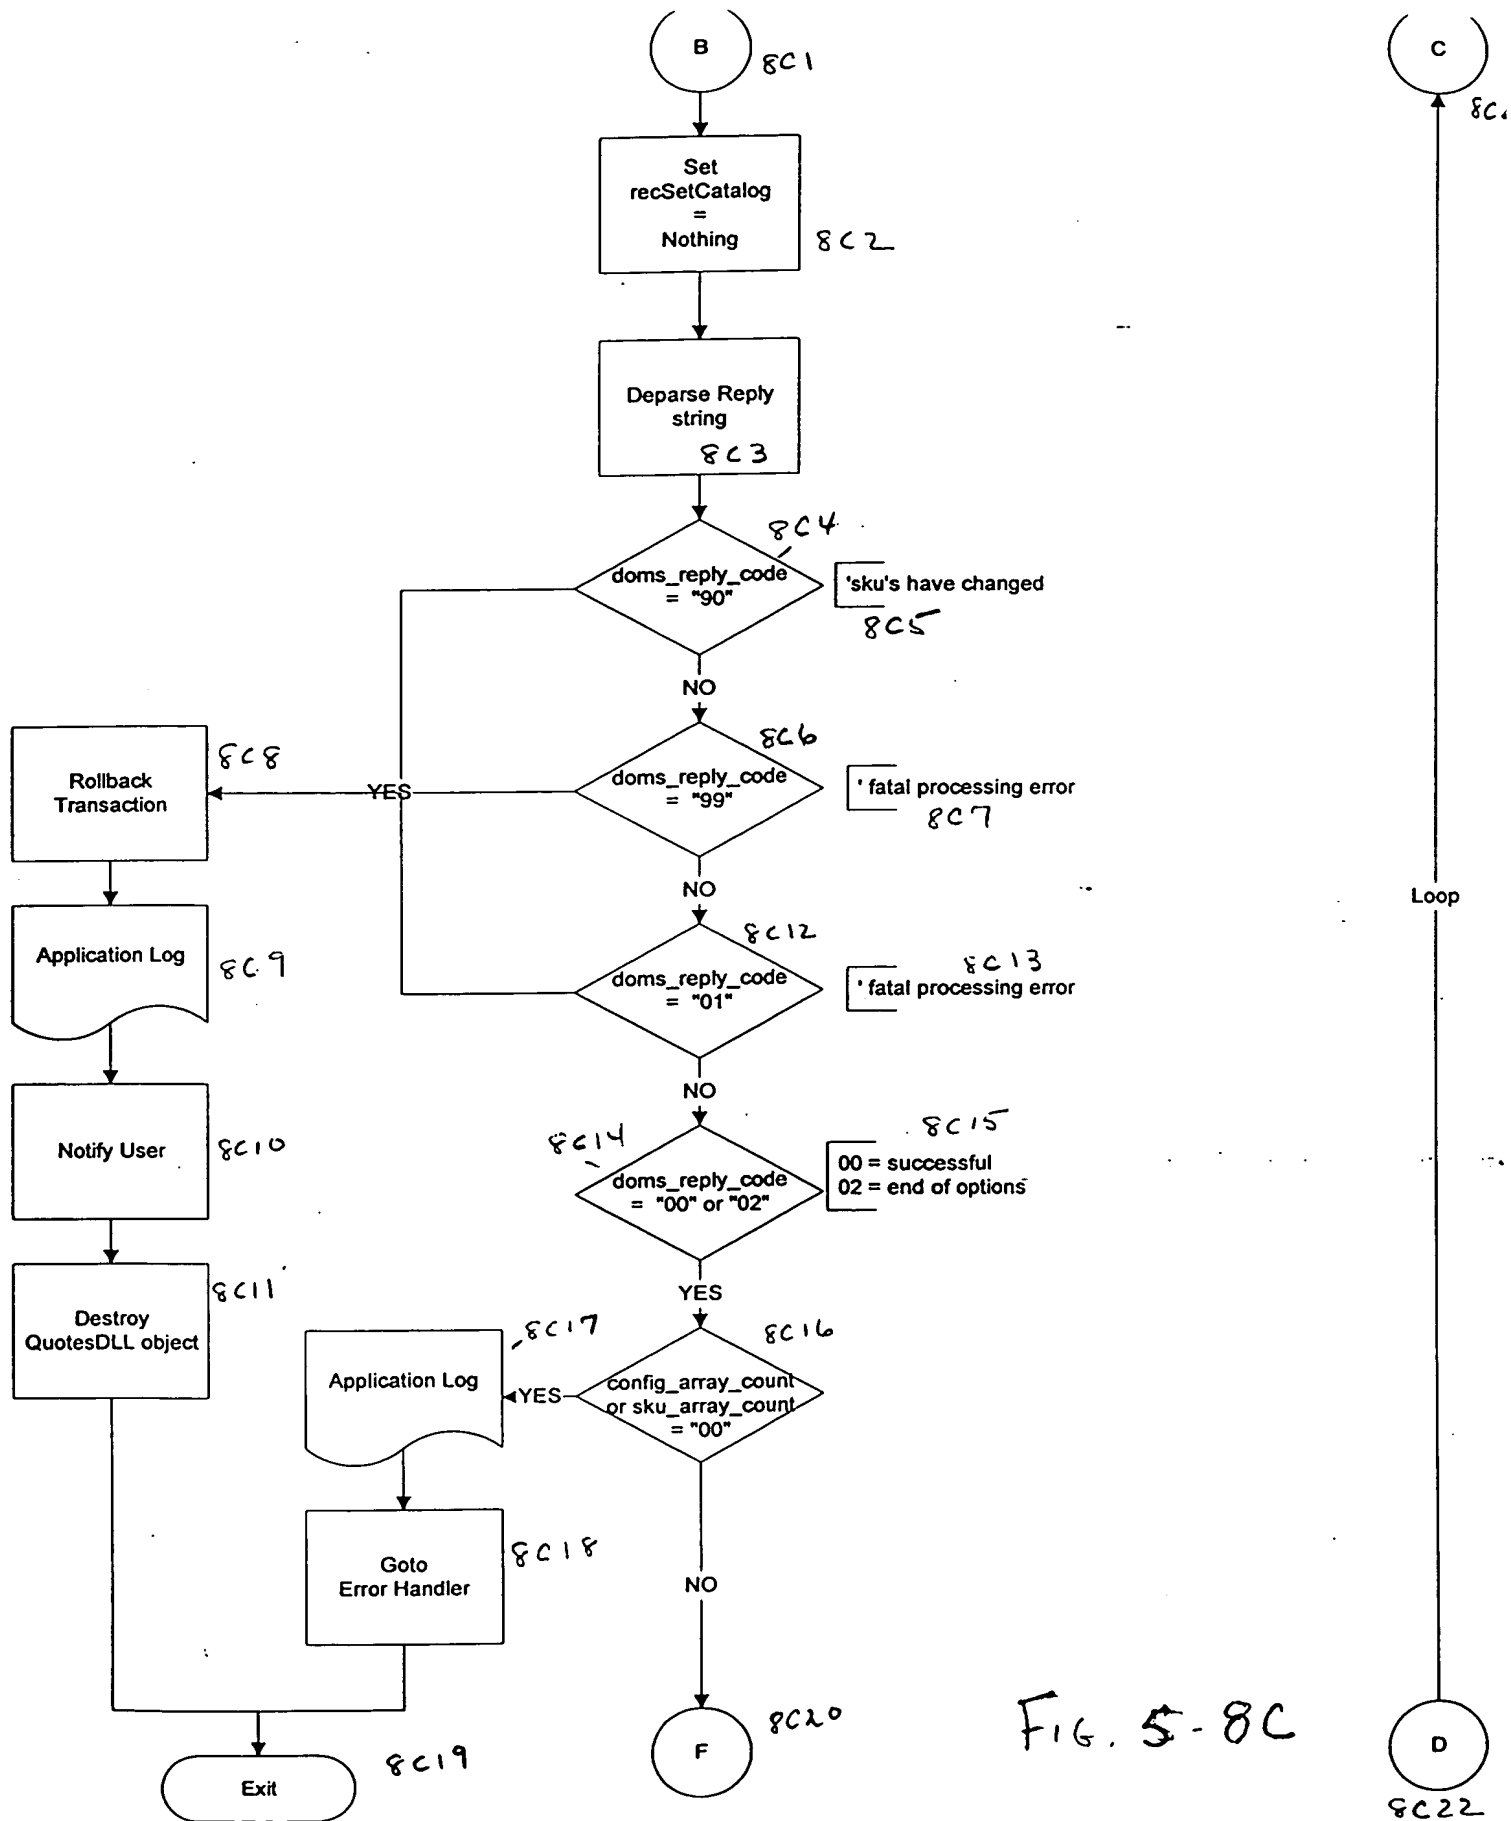 B
8C1
C
8C.
Set
recSetCatalog
=
Nothing
8C2
Deparse Reply
string
8C3
8C4
doms_reply_code
= "90"
'sku's have changed
8C5
NO
8C6
doms_reply_code
= "99"
' fatal processing error
8C7
YES
Rollback
Transaction
8C8
NO
Loop
Application Log
8C9
8C12
doms_reply_code
= "01"
8C13
' fatal processing error
NO
Notify User
8C10
8C14
doms_reply_code
= "00" or "02"
8C15
00 = successful
02 = end of options
YES
Destroy
QuotesDLL object
8C11
8C17
Application Log
YES
8C16
config_array_count
or sku_array_count
= "00"
Goto
Error Handler
8C18
NO
F
8C20
Exit
8C19
FIG. 5-8C
D
8C22